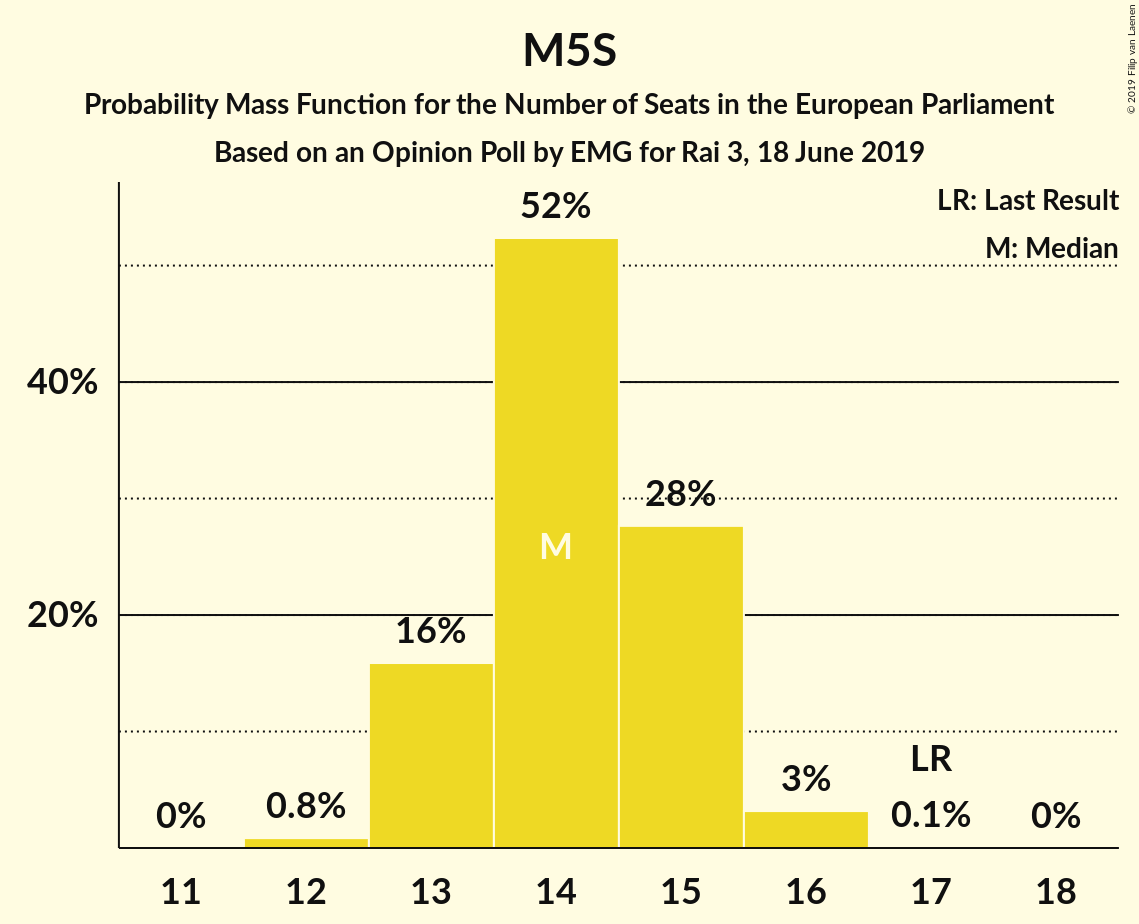 M5S
Probability Mass Function for the Number of Seats in the European Parliament
Based on an Opinion Poll by EMG for Rai 3, 18 June 2019
© 2019 Filip van Laenen
LR: Last Result
M: Median
52%
40%
28%
M
20%
16%
LR
3%
0% 0.8% 0.1% 0%
11 12 13 14 15 16 17 18